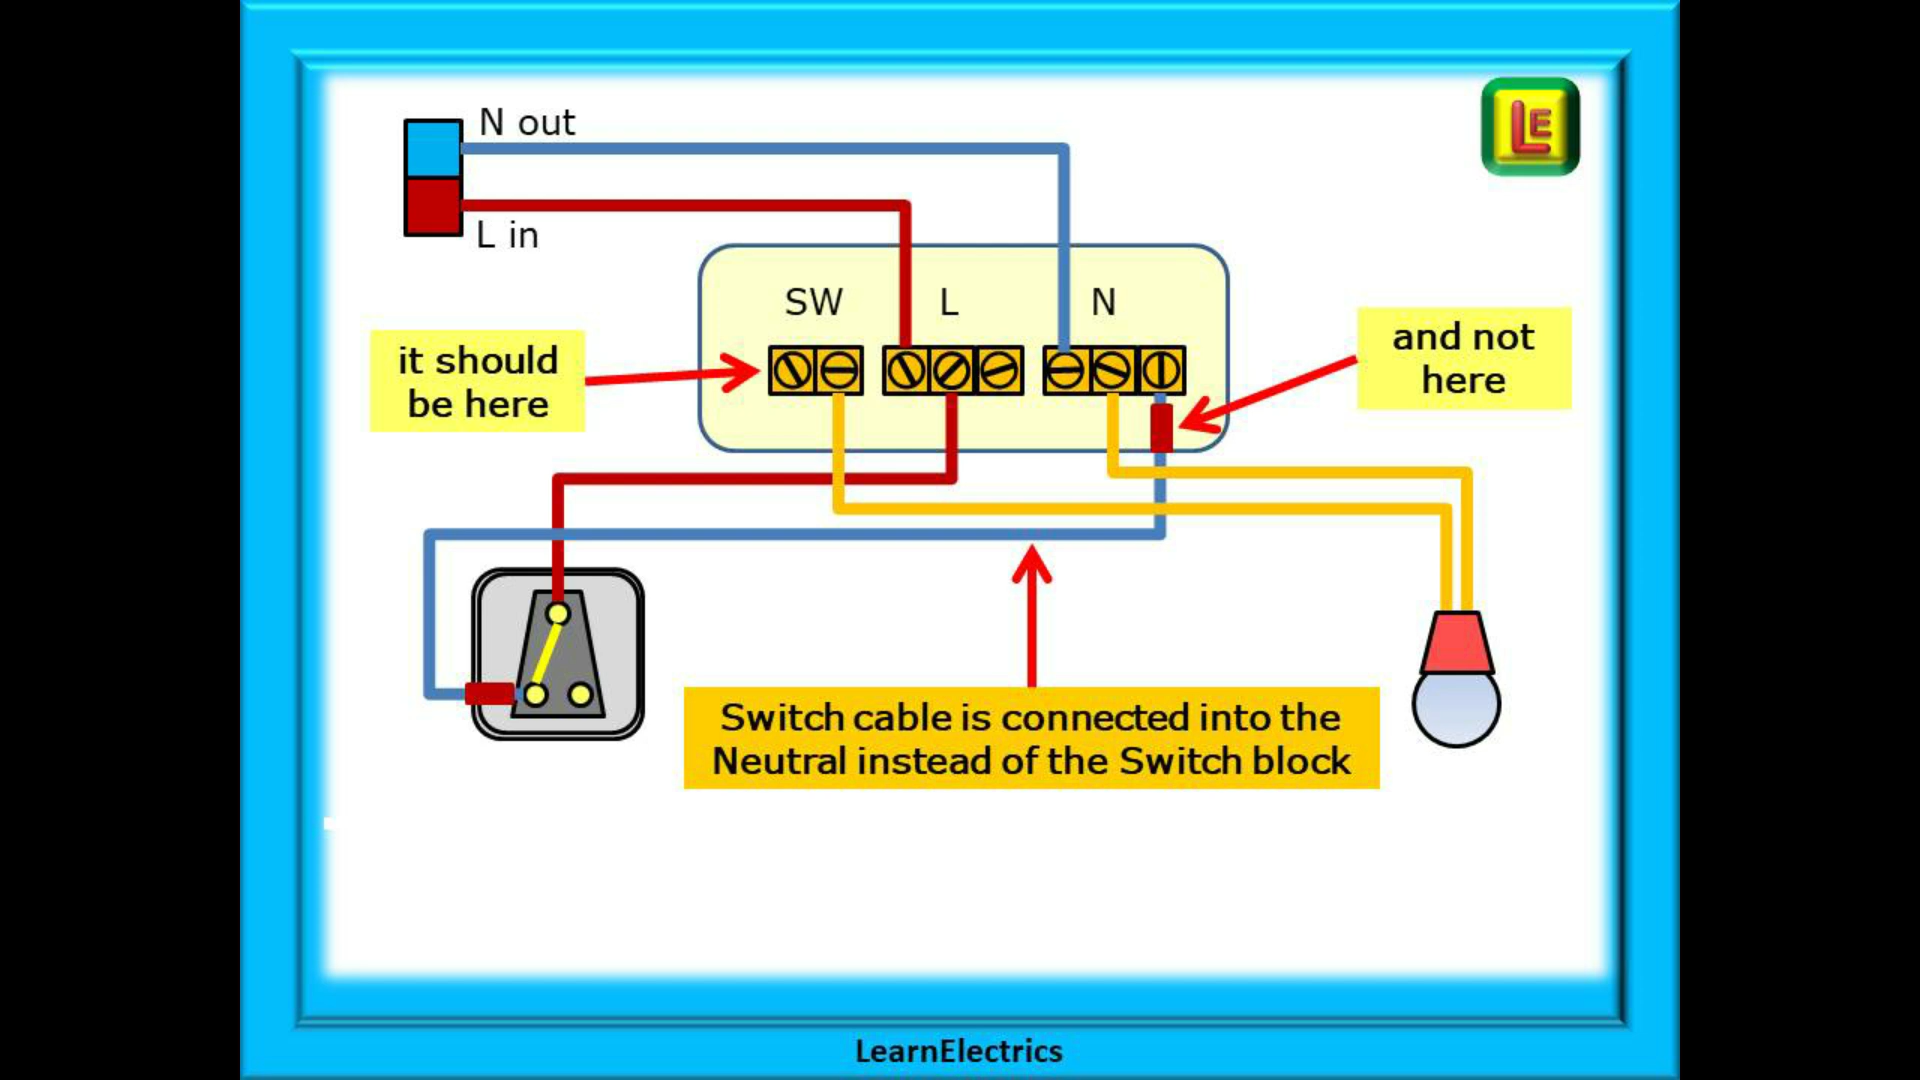 N out
LE
L in
SW L N
it should
be here
and not
here
Switch cable is connected into the
Neutral instead of the Switch block
LearnElectrics